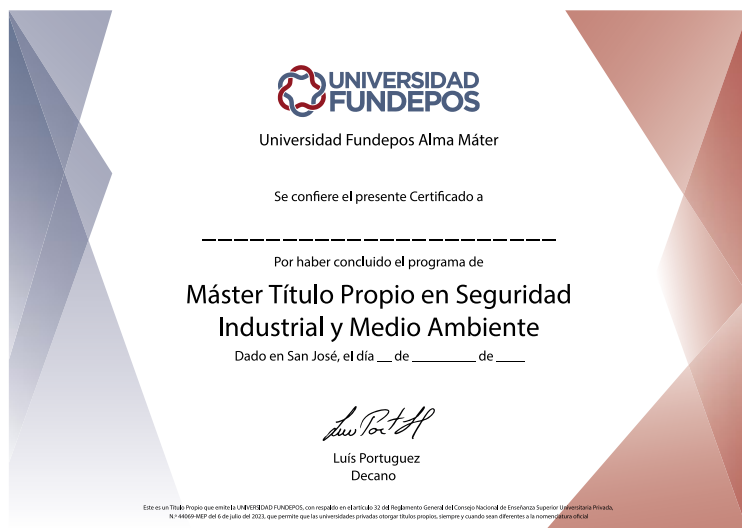 UNIVERSIDAD
FUNDEPOS
Universidad Fundepos Alma Máter
Se confiere el presente Certificado a
Por haber concluido el programa de
Máster Título Propio en Seguridad
Industrial y Medio Ambiente
Dado en San José, el día __ de ________ de ____
Luís Portuguez
Decano
Este es un Título Propio que emite la UNIVERSIDAD FUNDEPOS, con respaldo en el artículo 32 del Reglamento General del Consejo Nacional de Enseñanza Superior Universitaria Privada,
N.º 44069-MEP del 6 de julio del 2023, que permite que las universidades privadas otorgar títulos propios, siempre y cuando sean diferentes a la nomenclatura oficial